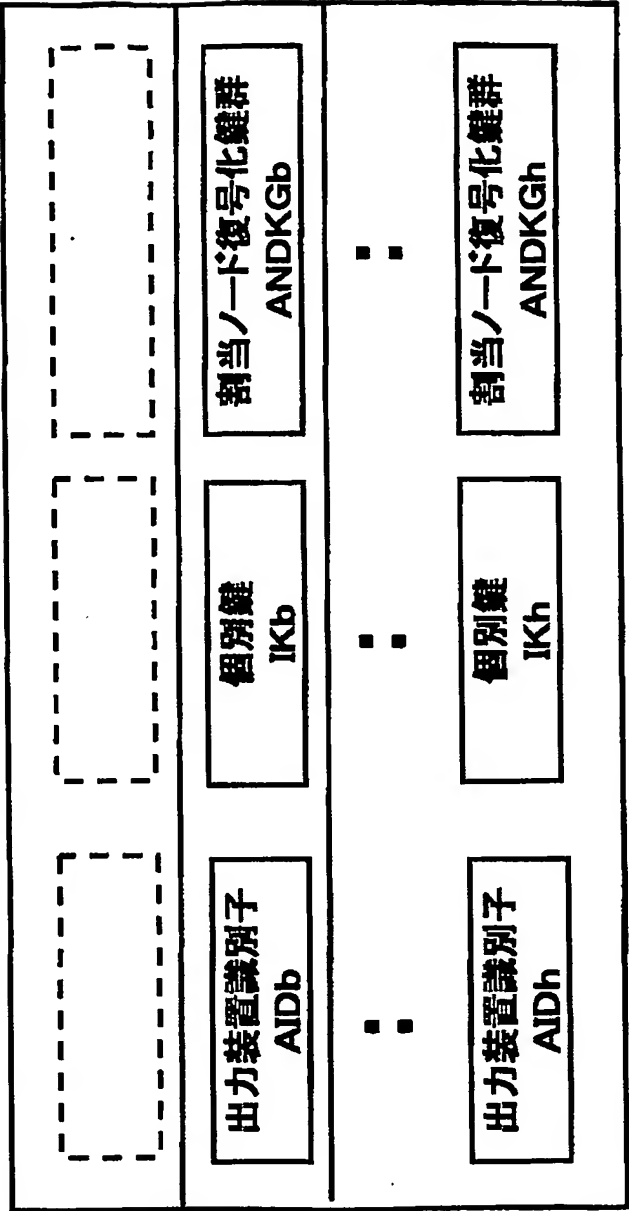 出力装置識別子
AIDb
個別鍵
IKb
割当ノード復号化鍵群
ANDKGb
出力装置識別子
AIDh
個別鍵
IKh
割当ノード復号化鍵群
ANDKGh